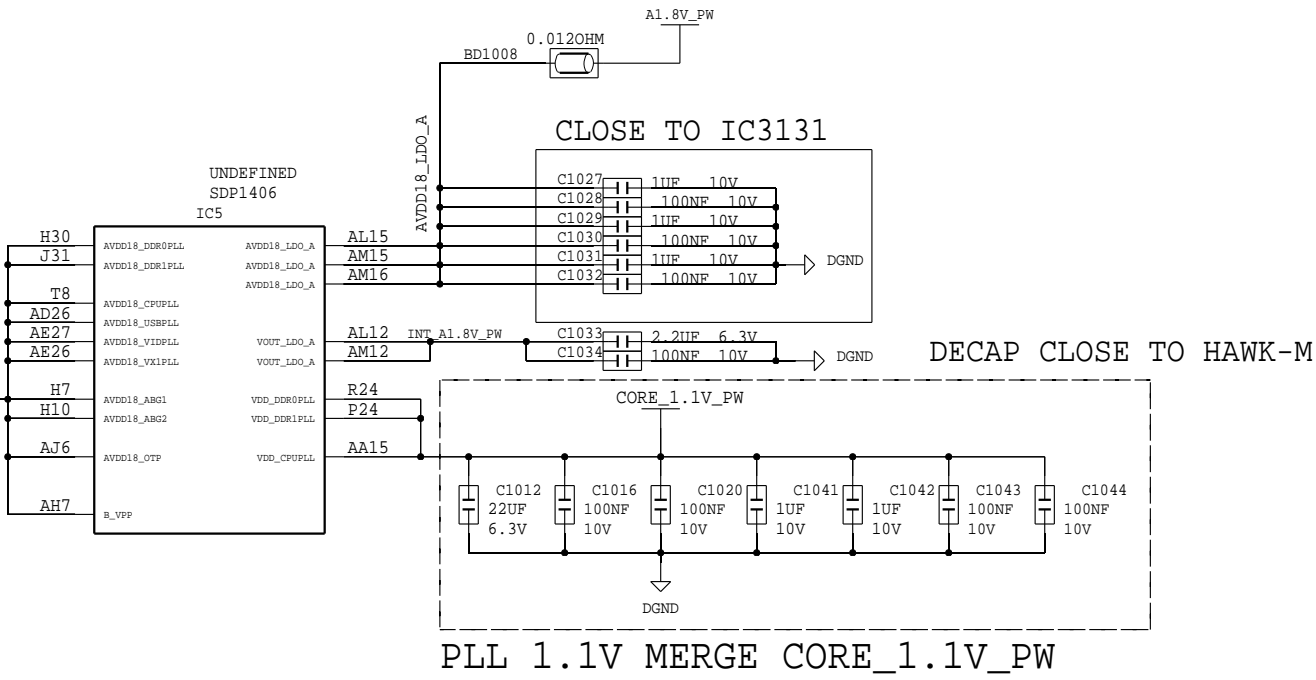 A1.8V_PW
0.012OHM
BD1008
AVDD18_LDO_A
CLOSE TO IC3131
C1027 1UF 10V
C1028 100NF 10V
C1029 1UF 10V
C1030 100NF 10V
C1031 1UF 10V
C1032 100NF 10V
DGND
UNDEFINED
SDP1406
IC5
H30 AVDD18_DDR0PLL AVDD18_LDO_A AL15
J31 AVDD18_DDR1PLL AVDD18_LDO_A AM15
AVDD18_LDO_A AM16
T8 AVDD18_CPUPLL
AD26 AVDD18_USBPLL
AE27 AVDD18_VIDPLL VOUT_LDO_A AL12 INT_A1.8V_PW
AE26 AVDD18_VX1PLL VOUT_LDO_A AM12
H7 AVDD18_ABG1 VDD_DDR0PLL R24
H10 AVDD18_ABG2 VDD_DDR1PLL P24
AJ6 AVDD18_OTP VDD_CPUPLL AA15
AH7 B_VPP
C1033 2.2UF 6.3V
C1034 100NF 10V
DGND
DECAP CLOSE TO HAWK-M
CORE_1.1V_PW
C1012 C1016 C1020 C1041 C1042 C1043 C1044
22UF 100NF 100NF 1UF 1UF 100NF 100NF
6.3V 10V 10V 10V 10V 10V 10V
DGND
PLL 1.1V MERGE CORE_1.1V_PW